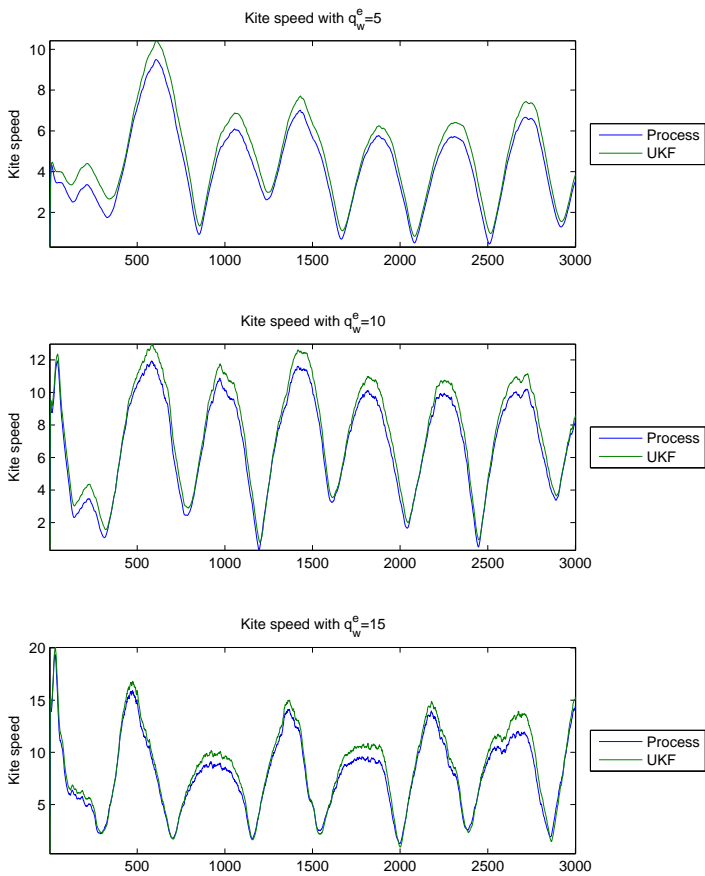 Kite speed with q_w^e=5
10
8
6
4
2
Kite speed
500 1000 1500 2000 2500 3000
Process
UKF
Kite speed with q_w^e=10
12
10
8
6
4
2
Kite speed
500 1000 1500 2000 2500 3000
Process
UKF
Kite speed with q_w^e=15
20
15
10
5
Kite speed
500 1000 1500 2000 2500 3000
Process
UKF